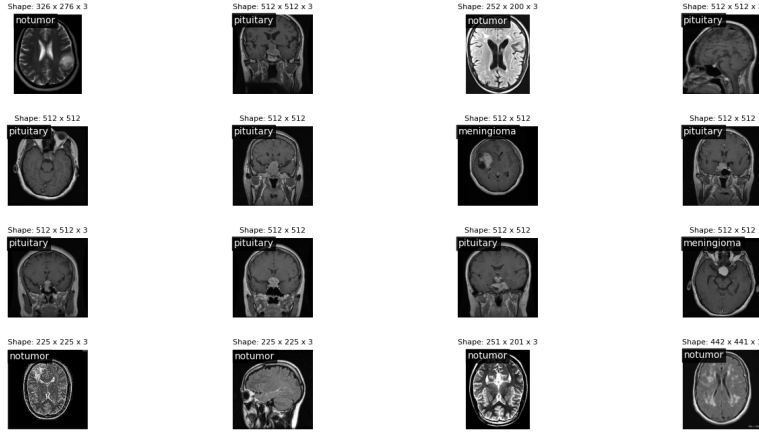 Shape: 326 x 276 x 3
notumor
Shape: 512 x 512 x 3
pituitary
Shape: 252 x 200 x 3
notumor
Shape: 512 x 512 x
pituitary
Shape: 512 x 512
pituitary
Shape: 512 x 512
pituitary
Shape: 512 x 512
meningioma
Shape: 512 x 512
pituitary
Shape: 512 x 512 x 3
pituitary
Shape: 512 x 512
pituitary
Shape: 512 x 512
pituitary
Shape: 512 x 512
meningioma
Shape: 225 x 225 x 3
notumor
Shape: 225 x 225 x 3
notumor
Shape: 251 x 201 x 3
notumor
Shape: 442 x 441 x
notumor